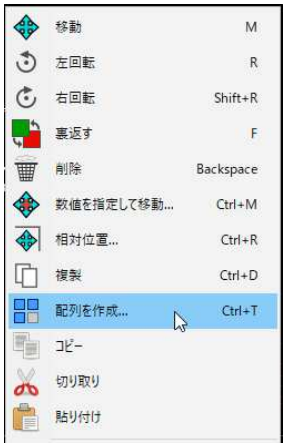 移動 M
左回転 R
右回転 Shift+R
裏返す F
削除 Backspace
数値を指定して移動... Ctrl+M
相対位置... Ctrl+R
複製 Ctrl+D
配列を作成... Ctrl+T
コピー
切り取り
貼り付け